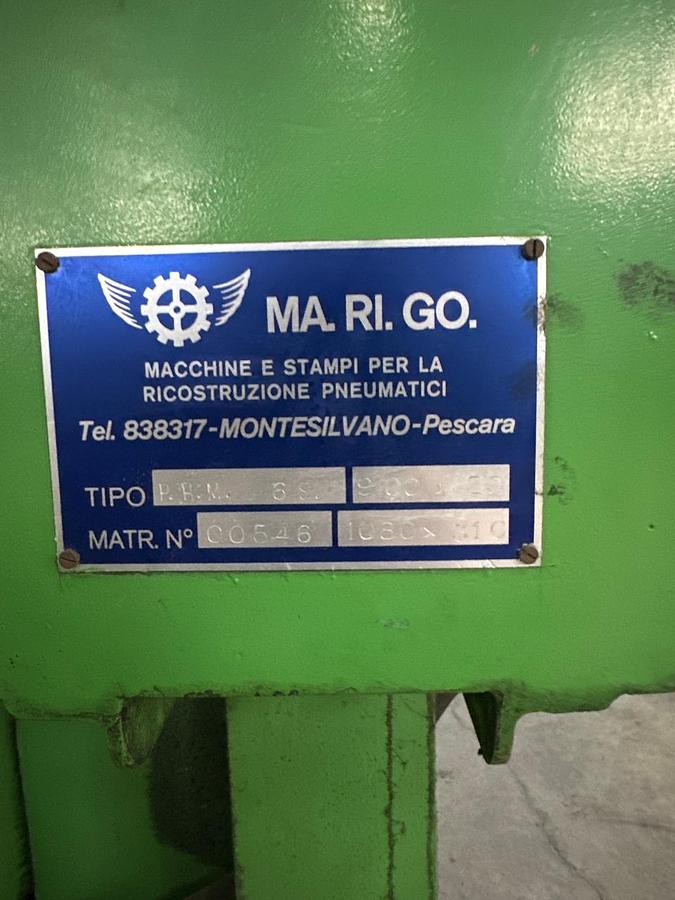 MA. RI. GO.
MACCHINE E STAMPI PER LA
RICOSTRUZIONE PNEUMATICI
Tel. 838317-MONTESILVANO-Pescara
TIPO
MATR. N° 00546